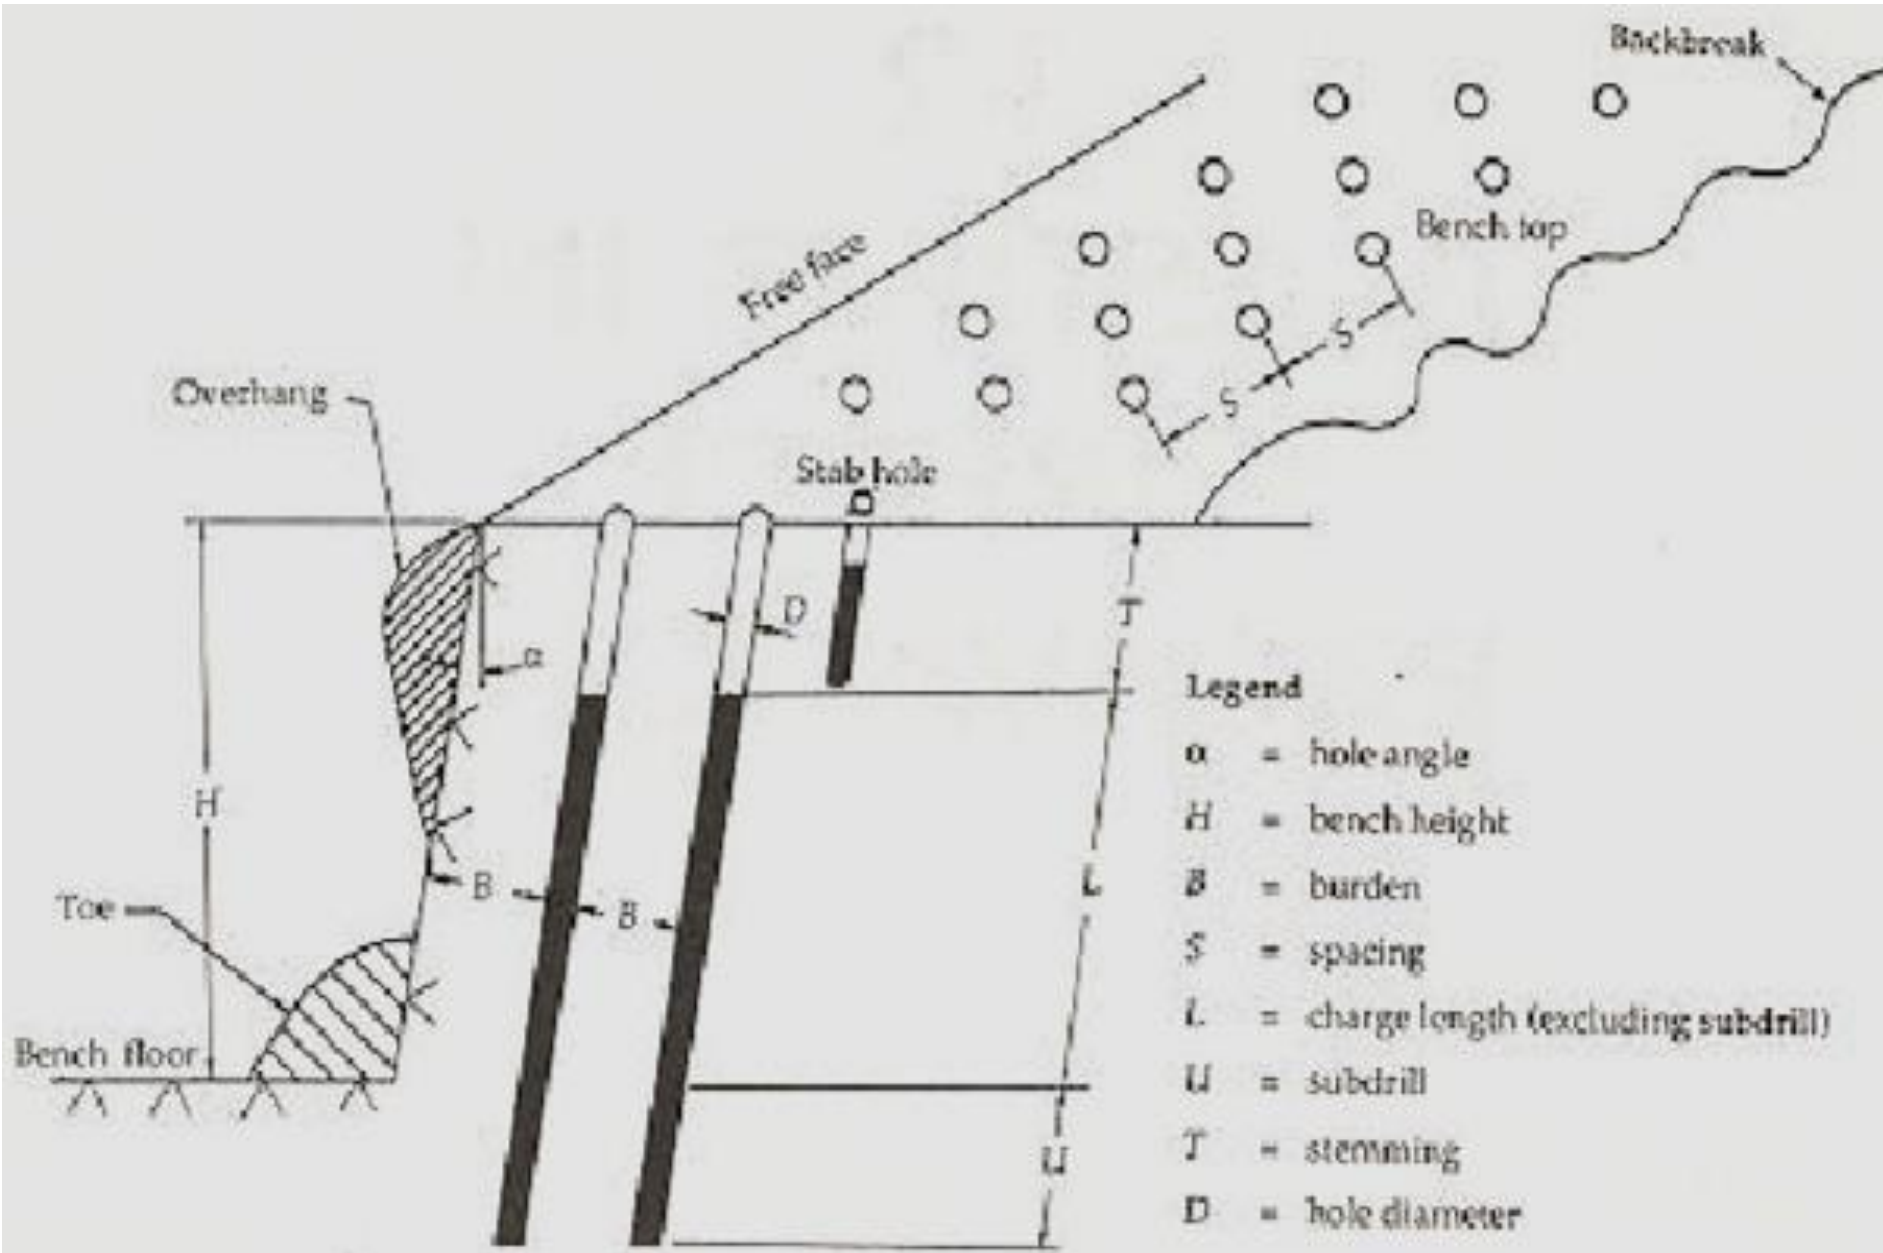 Backbreak
Bench top
Free face
S
S
Overhang
Stab hole
D
T
α
H
B
B
L
Toe
Bench floor
U
Legend
α = hole angle
H = bench height
B = burden
S = spacing
L = charge length (excluding subdrill)
U = subdrill
T = stemming
D = hole diameter